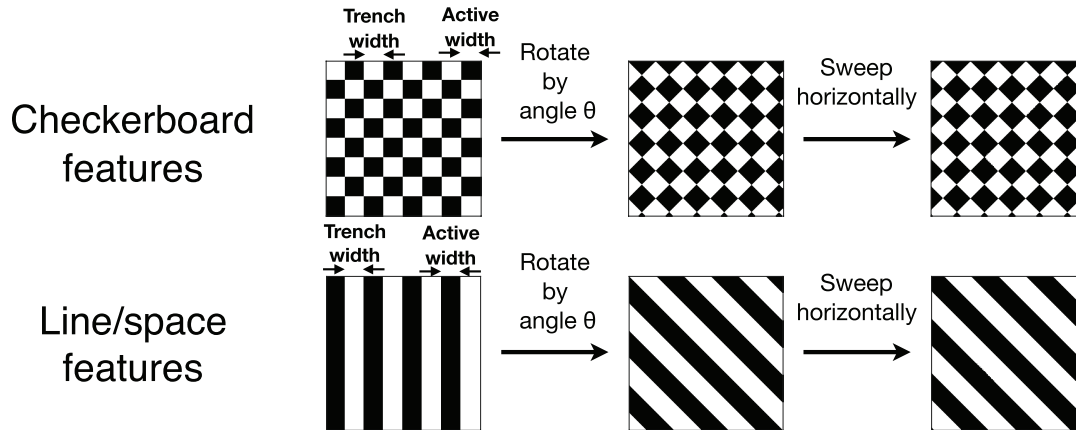 Trench
width
Active
width
Checkerboard
features
Rotate
by
angle θ
Sweep
horizontally
Trench
width
Active
width
Line/space
features
Rotate
by
angle θ
Sweep
horizontally